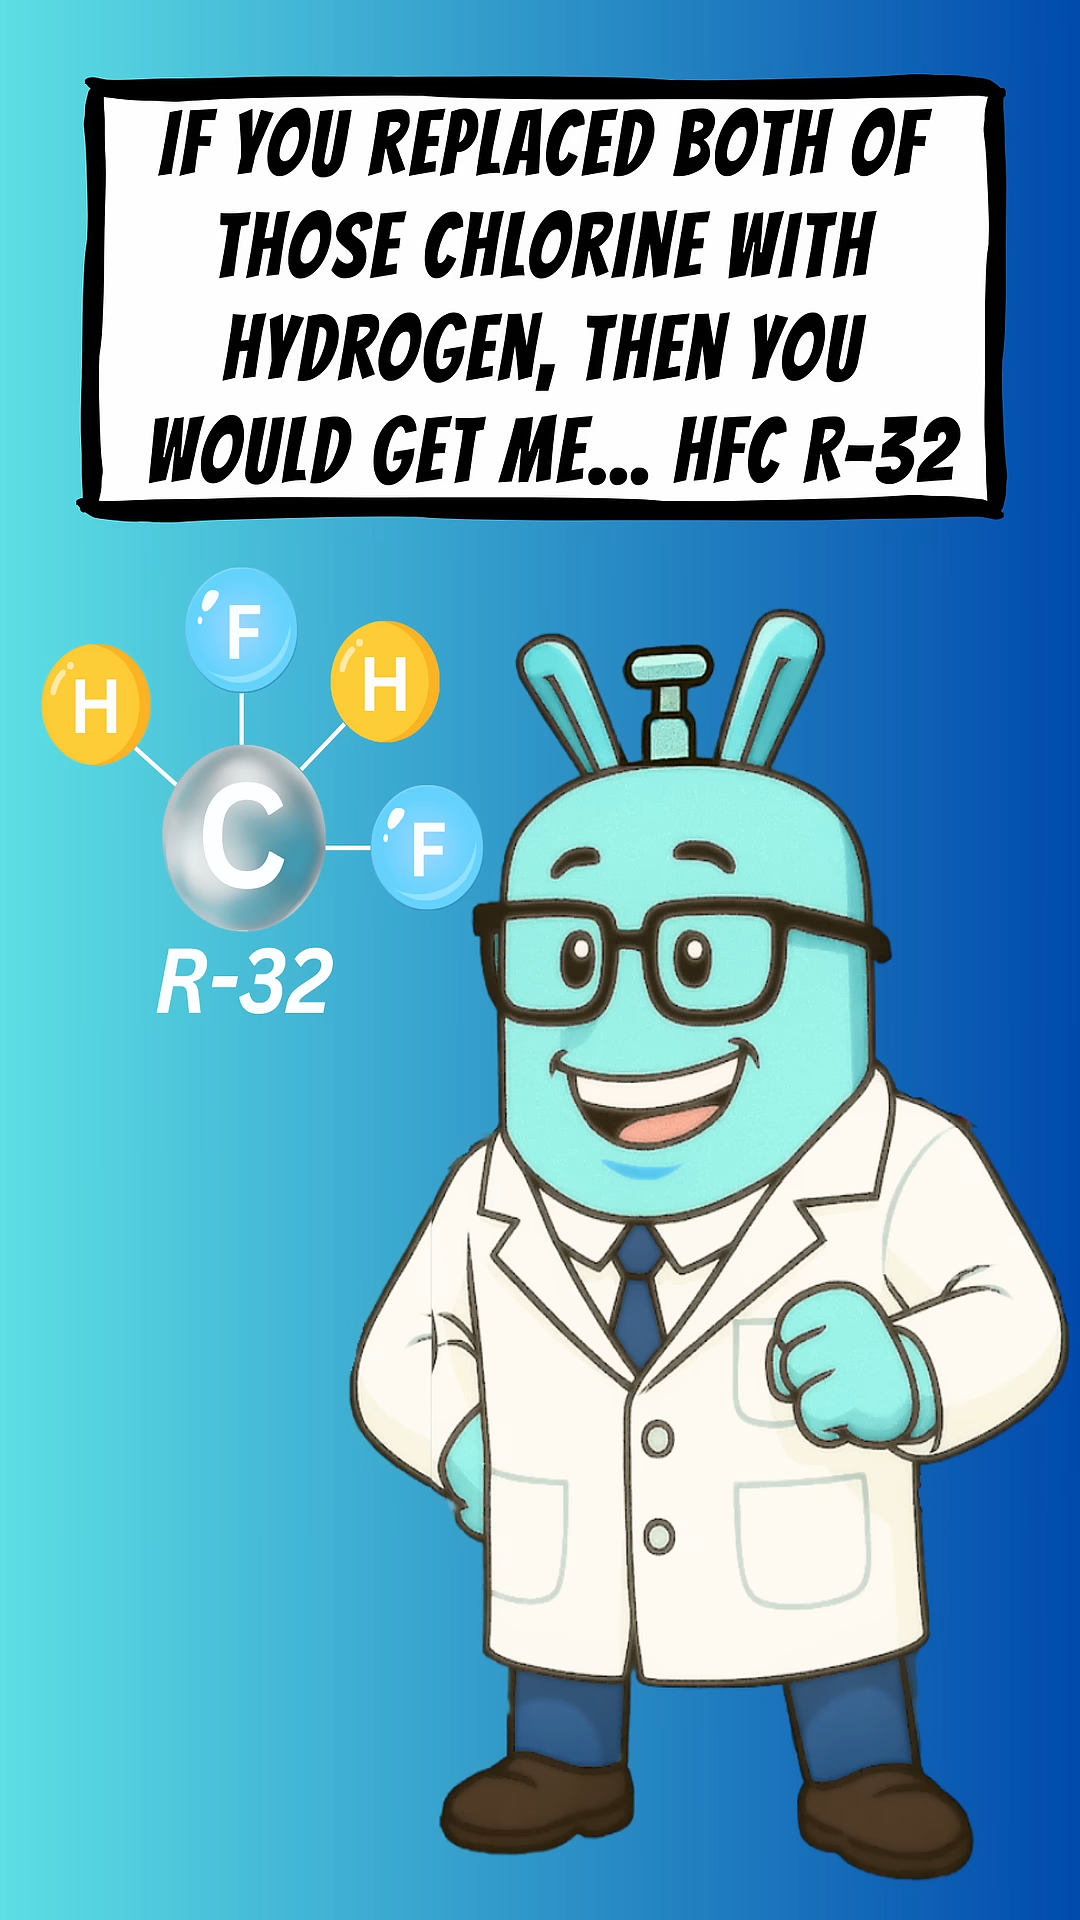 IF YOU REPLACED BOTH OF
THOSE CHLORINE WITH
HYDROGEN, THEN YOU
WOULD GET ME... HFC R-32
F
H
H
C
F
R-32